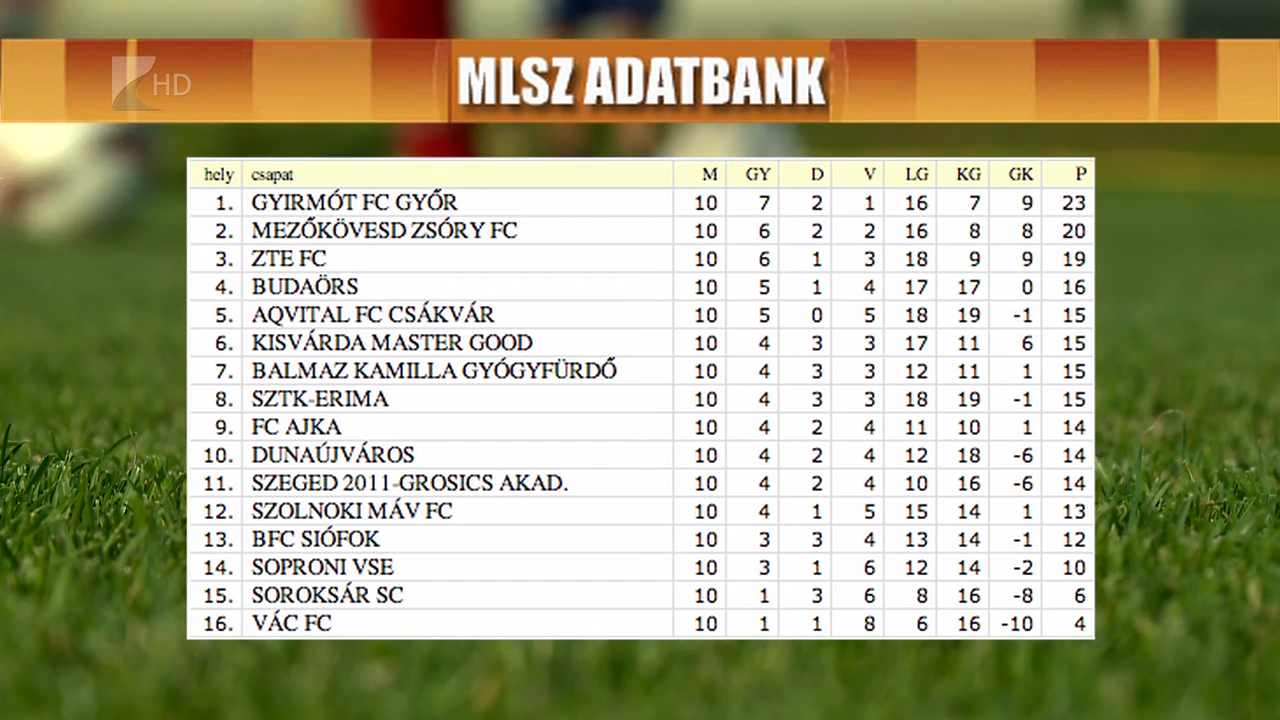 MLSZ ADATBANK
HD
hely csapat M GY D V LG KG GK P
1. GYIRMÓT FC GYŐR 10 7 2 1 16 7 9 23
2. MEZŐKÖVESD ZSÓRY FC 10 6 2 2 16 8 8 20
3. ZTE FC 10 6 1 3 18 9 9 19
4. BUDAÖRS 10 5 1 4 17 17 0 16
5. AQVITAL FC CSÁKVÁR 10 5 0 5 18 19 -1 15
6. KISVÁRDA MASTER GOOD 10 4 3 3 17 11 6 15
7. BALMAZ KAMILLA GYÓGYFÜRDŐ 10 4 3 3 12 11 1 15
8. SZTK-ERIMA 10 4 3 3 18 19 -1 15
9. FC AJKA 10 4 2 4 11 10 1 14
10. DUNAÚJVÁROS 10 4 2 4 12 18 -6 14
11. SZEGED 2011-GROSICS AKAD. 10 4 2 4 10 16 -6 14
12. SZOLNOKI MÁV FC 10 4 1 5 15 14 1 13
13. BFC SIÓFOK 10 3 3 4 13 14 -1 12
14. SOPRONI VSE 10 3 1 6 12 14 -2 10
15. SOROKSÁR SC 10 1 3 6 8 16 -8 6
16. VÁC FC 10 1 1 8 6 16 -10 4